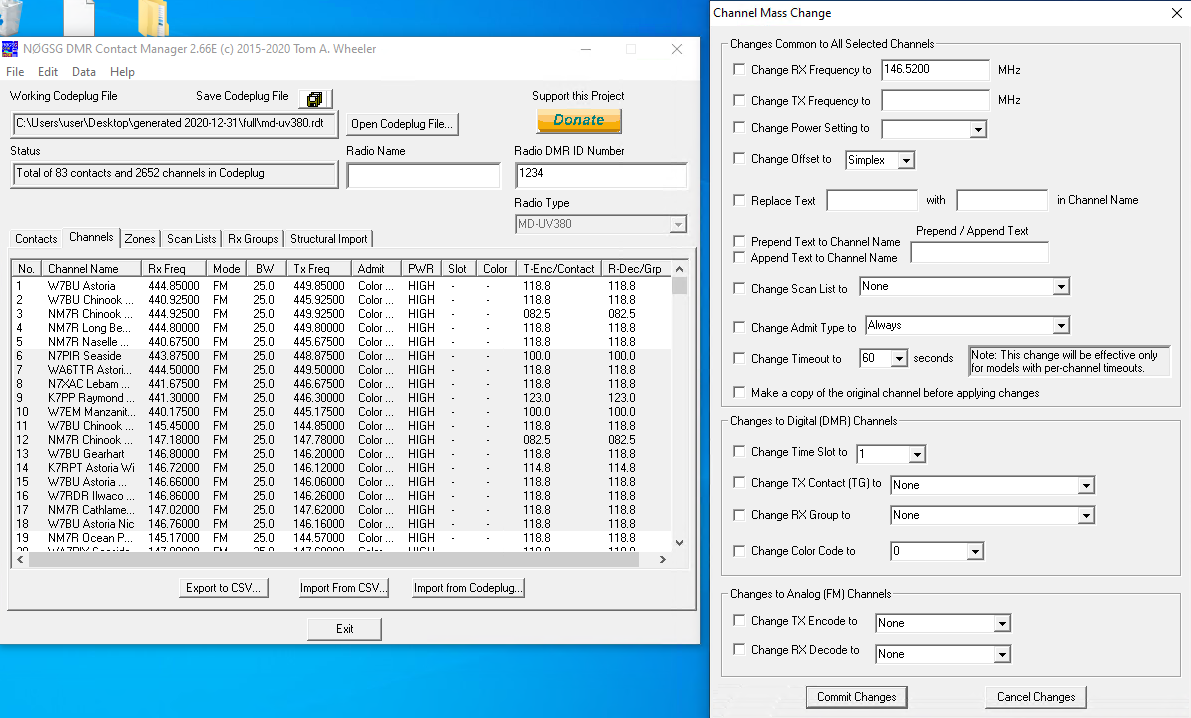 NØGSG DMR Contact Manager 2.66E (c) 2015-2020 Tom A. Wheeler
File Edit Data Help
Working Codeplug File
Save Codeplug File
Support this Project
C:\Users\user\Desktop\generated 2020-12-31\full\md-uv380.rdt
Open Codeplug File...
Donate
Status
Radio Name
Radio DMR ID Number
Total of 83 contacts and 2652 channels in Codeplug
1234
Radio Type
MD-UV380
Contacts Channels Zones Scan Lists Rx Groups Structural Import
No. Channel Name Rx Freq Mode BW Tx Freq Admit PWR Slot Color T-Enc/Contact R-Dec/Grp
1 W7BU Astoria 444.85000 FM 25.0 449.85000 Color ... HIGH - - 118.8 118.8
2 W7BU Chinook ... 440.92500 FM 25.0 445.92500 Color ... HIGH - - 118.8 118.8
3 NM7R Chinook ... 444.92500 FM 25.0 449.92500 Color ... HIGH - - 082.5 082.5
4 NM7R Long Be... 444.80000 FM 25.0 449.80000 Color ... HIGH - - 118.8 118.8
5 NM7R Naselle ... 440.67500 FM 25.0 445.67500 Color ... HIGH - - 118.8 118.8
6 N7PIR Seaside 443.87500 FM 25.0 448.87500 Color ... HIGH - - 100.0 100.0
7 WA6TTR Astori... 444.50000 FM 25.0 449.50000 Color ... HIGH - - 118.8 118.8
8 N7XAC Lebam ... 441.67500 FM 25.0 446.67500 Color ... HIGH - - 118.8 118.8
9 K7PP Raymond ... 441.30000 FM 25.0 446.30000 Color ... HIGH - - 123.0 123.0
10 W7EM Manzanit... 440.17500 FM 25.0 445.17500 Color ... HIGH - - 100.0 100.0
11 W7BU Chinook ... 145.45000 FM 25.0 144.85000 Color ... HIGH - - 118.8 118.8
12 NM7R Chinook ... 147.18000 FM 25.0 147.78000 Color ... HIGH - - 082.5 082.5
13 W7BU Gearhart 146.80000 FM 25.0 146.20000 Color ... HIGH - - 118.8 118.8
14 K7RPT Astoria Wi 146.72000 FM 25.0 146.12000 Color ... HIGH - - 114.8 114.8
15 W7BU Astoria ... 146.66000 FM 25.0 146.06000 Color ... HIGH - - 118.8 118.8
16 W7RDR Ilwaco ... 146.86000 FM 25.0 146.26000 Color ... HIGH - - 118.8 118.8
17 NM7R Cathlame... 147.02000 FM 25.0 147.62000 Color ... HIGH - - 118.8 118.8
18 W7BU Astoria Nic 146.76000 FM 25.0 146.16000 Color ... HIGH - - 118.8 118.8
19 NM7R Ocean P... 145.17000 FM 25.0 144.57000 Color ... HIGH - - 118.8 118.8
Export to CSV... Import From CSV... Import from Codeplug...
Exit
Channel Mass Change
Changes Common to All Selected Channels
Change RX Frequency to 146.5200 MHz
Change TX Frequency to MHz
Change Power Setting to
Change Offset to Simplex
Replace Text with in Channel Name
Prepend / Append Text
Prepend Text to Channel Name
Append Text to Channel Name
Change Scan List to None
Change Admit Type to Always
Change Timeout to 60 seconds
Note: This change will be effective only
for models with per-channel timeouts.
Make a copy of the original channel before applying changes
Changes to Digital (DMR) Channels
Change Time Slot to 1
Change TX Contact (TG) to None
Change RX Group to None
Change Color Code to 0
Changes to Analog (FM) Channels
Change TX Encode to None
Change RX Decode to None
Commit Changes Cancel Changes